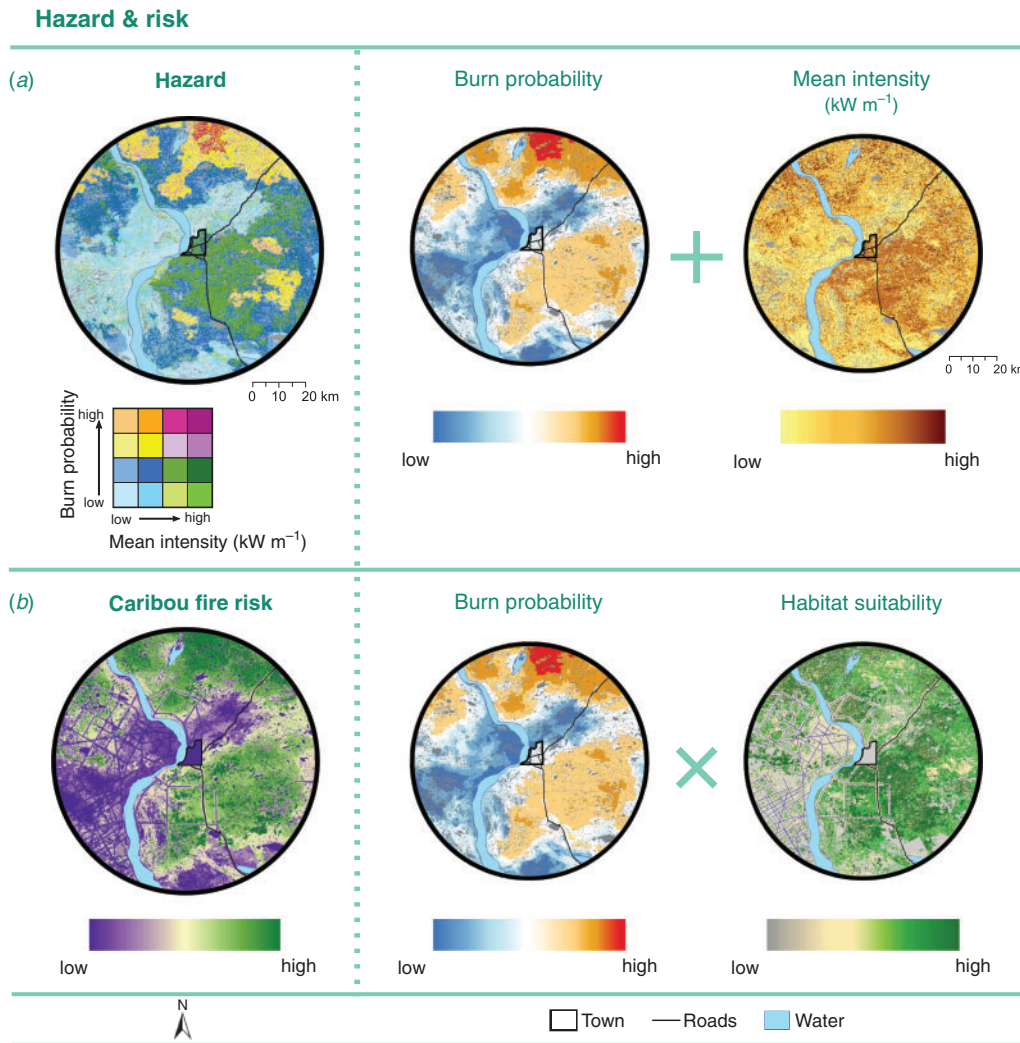 Hazard & risk
(a)
Hazard
Burn probability
Mean intensity
(kW m⁻¹)
0 10 20 km
0 10 20 km
Burn probability
high
low
low
high
Mean intensity (kW m⁻¹)
low
high
low
high
(b)
Caribou fire risk
Burn probability
Habitat suitability
low
high
low
high
low
high
N
Town
Roads
Water